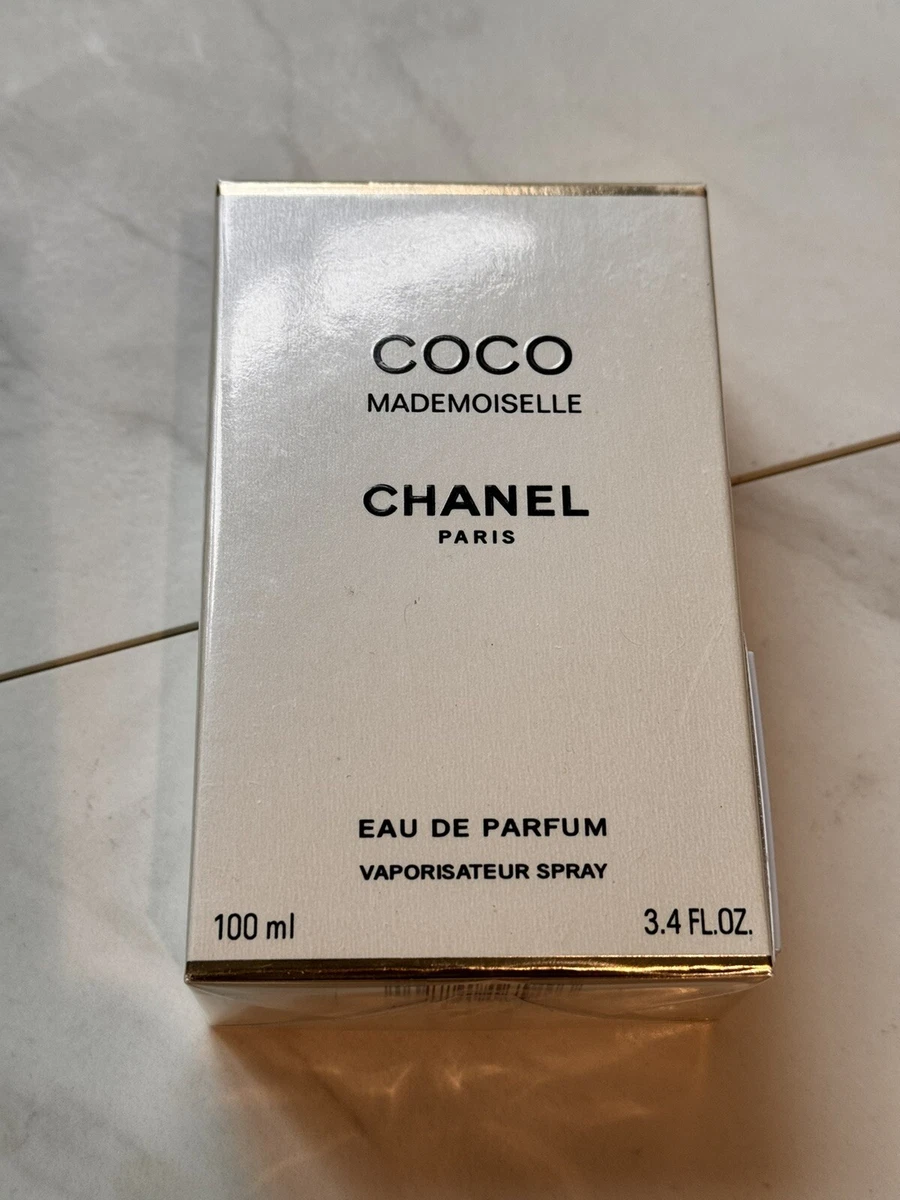 COCO
MADEMOISELLE
CHANEL
PARIS
EAU DE PARFUM
VAPORISATEUR SPRAY
100 ml 3.4 FL.OZ.